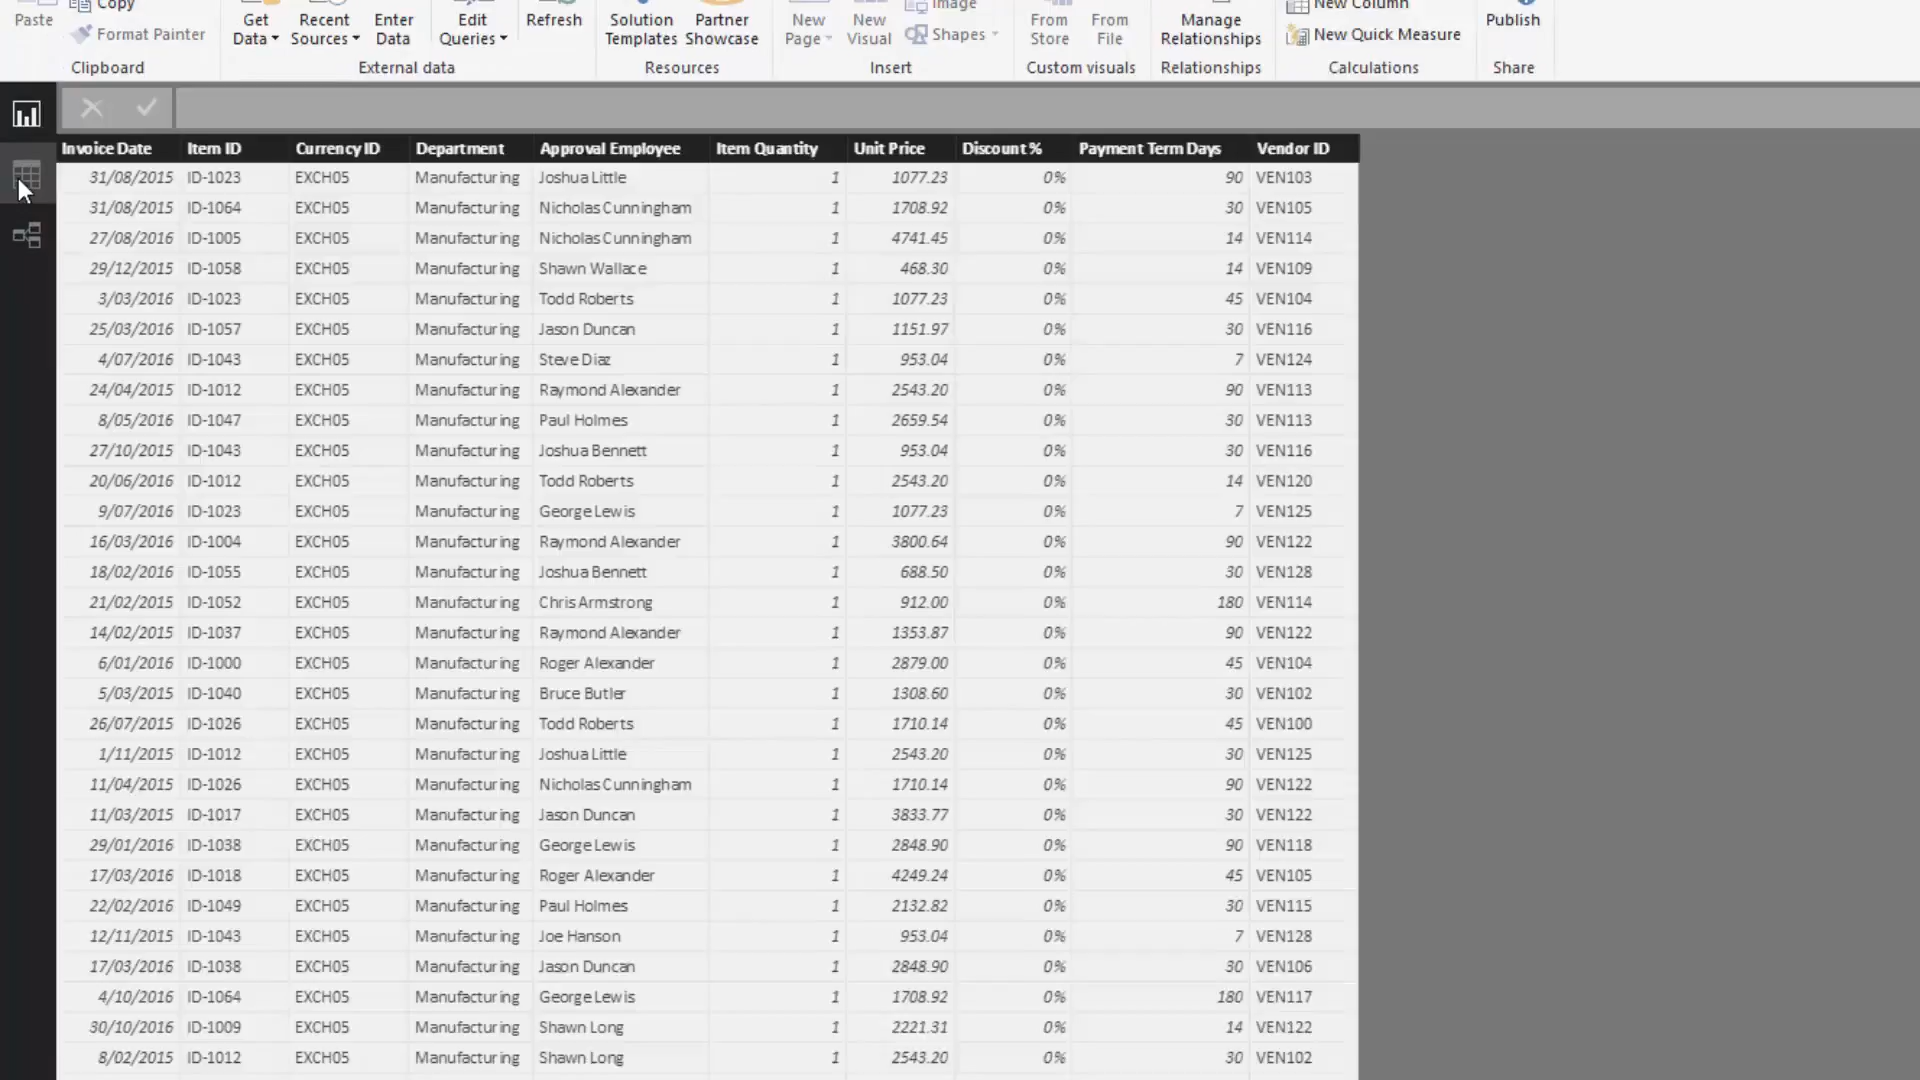 Paste Copy
Format Painter
Clipboard
Get Data
Recent Sources
Enter Data
Edit Queries
Refresh
External data
Solution Templates
Partner Showcase
Resources
New Page
New Visual
Image
Shapes
Insert
From Store
From File
Custom visuals
Manage Relationships
Relationships
New Column
New Quick Measure
Calculations
Publish
Share
Invoice Date Item ID Currency ID Department Approval Employee Item Quantity Unit Price Discount % Payment Term Days Vendor ID
31/08/2015 ID-1023 EXCH05 Manufacturing Joshua Little 1 1077.23 0% 90 VEN103
31/08/2015 ID-1064 EXCH05 Manufacturing Nicholas Cunningham 1 1708.92 0% 30 VEN105
27/08/2016 ID-1005 EXCH05 Manufacturing Nicholas Cunningham 1 4741.45 0% 14 VEN114
29/12/2015 ID-1058 EXCH05 Manufacturing Shawn Wallace 1 468.30 0% 14 VEN109
3/03/2016 ID-1023 EXCH05 Manufacturing Todd Roberts 1 1077.23 0% 45 VEN104
25/03/2016 ID-1057 EXCH05 Manufacturing Jason Duncan 1 1151.97 0% 30 VEN116
4/07/2016 ID-1043 EXCH05 Manufacturing Steve Diaz 1 953.04 0% 7 VEN124
24/04/2015 ID-1012 EXCH05 Manufacturing Raymond Alexander 1 2543.20 0% 90 VEN113
8/05/2016 ID-1047 EXCH05 Manufacturing Paul Holmes 1 2659.54 0% 30 VEN113
27/10/2015 ID-1043 EXCH05 Manufacturing Joshua Bennett 1 953.04 0% 30 VEN116
20/06/2016 ID-1012 EXCH05 Manufacturing Todd Roberts 1 2543.20 0% 14 VEN120
9/07/2016 ID-1023 EXCH05 Manufacturing George Lewis 1 1077.23 0% 7 VEN125
16/03/2016 ID-1004 EXCH05 Manufacturing Raymond Alexander 1 3800.64 0% 90 VEN122
18/02/2016 ID-1055 EXCH05 Manufacturing Joshua Bennett 1 688.50 0% 30 VEN128
21/02/2015 ID-1052 EXCH05 Manufacturing Chris Armstrong 1 912.00 0% 180 VEN114
14/02/2015 ID-1037 EXCH05 Manufacturing Raymond Alexander 1 1353.87 0% 90 VEN122
6/01/2016 ID-1000 EXCH05 Manufacturing Roger Alexander 1 2879.00 0% 45 VEN104
5/03/2015 ID-1040 EXCH05 Manufacturing Bruce Butler 1 1308.60 0% 30 VEN102
26/07/2015 ID-1026 EXCH05 Manufacturing Todd Roberts 1 1710.14 0% 45 VEN100
1/11/2015 ID-1012 EXCH05 Manufacturing Joshua Little 1 2543.20 0% 30 VEN125
11/04/2015 ID-1026 EXCH05 Manufacturing Nicholas Cunningham 1 1710.14 0% 90 VEN122
11/03/2015 ID-1017 EXCH05 Manufacturing Jason Duncan 1 3833.77 0% 30 VEN122
29/01/2016 ID-1038 EXCH05 Manufacturing George Lewis 1 2848.90 0% 90 VEN118
17/03/2016 ID-1018 EXCH05 Manufacturing Roger Alexander 1 4249.24 0% 45 VEN105
22/02/2016 ID-1049 EXCH05 Manufacturing Paul Holmes 1 2132.82 0% 30 VEN115
12/11/2015 ID-1043 EXCH05 Manufacturing Joe Hanson 1 953.04 0% 7 VEN128
17/03/2016 ID-1038 EXCH05 Manufacturing Jason Duncan 1 2848.90 0% 30 VEN106
4/10/2016 ID-1064 EXCH05 Manufacturing George Lewis 1 1708.92 0% 180 VEN117
30/10/2016 ID-1009 EXCH05 Manufacturing Shawn Long 1 2221.31 0% 14 VEN122
8/02/2015 ID-1012 EXCH05 Manufacturing Shawn Long 1 2543.20 0% 30 VEN102